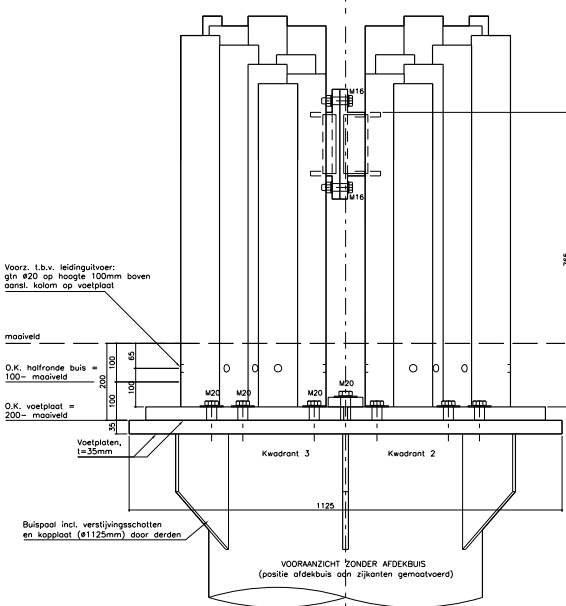 M16
M16
Voorz. t.b.v. leidinguitvoer:
gtn ø20 op hoogte 100mm boven
aansl. kolom op voetplaat
maaiveld
O.K. halfronde buis =
100- maaiveld
O.K. voetplaat =
200- maaiveld
200
100
100
35
65
100
M20
M20
M20
M20
Voetplaten,
t=35mm
Kwadrant 3
Kwadrant 2
1125
Buispaal incl. verstijvingsschotten
en kopplaat (ø1125mm) door derden
VOORAANZICHT ZONDER AFDEKBUIS
(positie afdekbuis aan zijkanten gemaatvoerd)